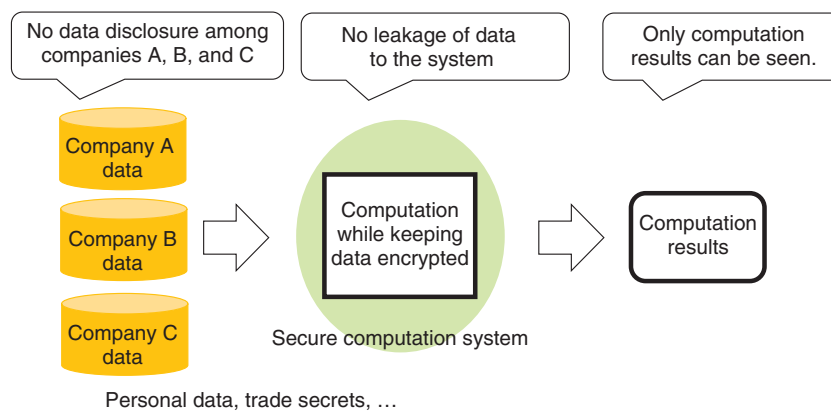 No data disclosure among
companies A, B, and C
No leakage of data
to the system
Only computation
results can be seen.
Company A
data
Company B
data
Company C
data
Computation
while keeping
data encrypted
Computation
results
Secure computation system
Personal data, trade secrets, …